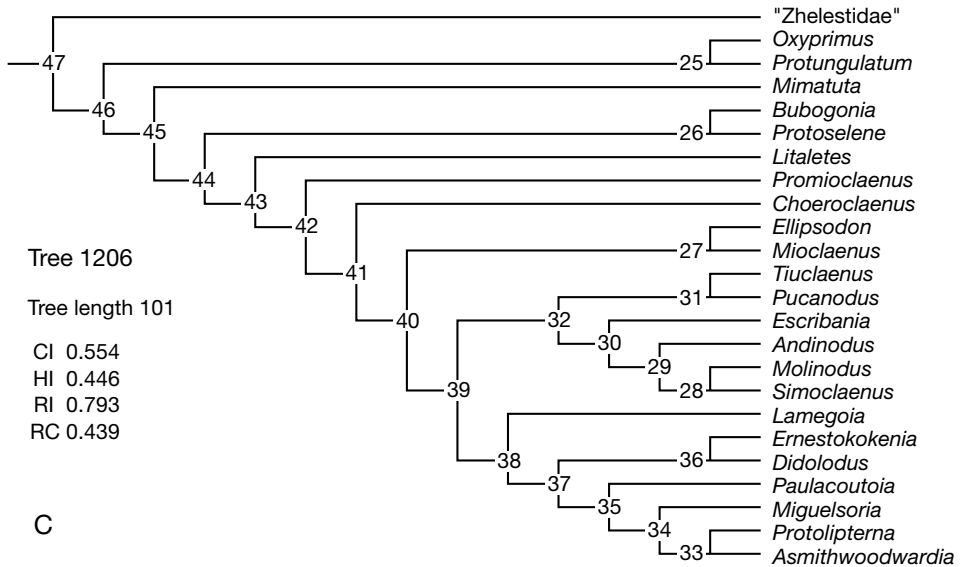 "Zhelestidae"
Oxyprimus
25
Protungulatum
47
Mimatuta
46
Bubogonia
45
26
Protoselene
Litaletes
44
Promioclaenus
43
Choeroclaenus
42
Ellipsodon
27
Mioclaenus
Tree 1206
41
Tiuclaenus
31
Pucanodus
Tree length 101
40
32
Escribania
30
Andinodus
CI 0.554
29
Molinodus
HI 0.446
39
28
Simoclaenus
RI 0.793
Lamegoia
RC 0.439
Ernestokokenia
38
36
Didolodus
37
Paulacoutoia
35
Miguelsoria
C
34
Protolipterna
33
Asmithwoodwardia